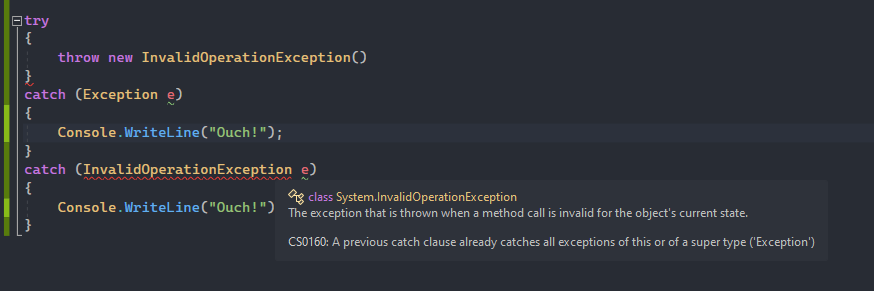 try
{
throw new InvalidOperationException()
}
catch (Exception e)
{
Console.WriteLine("Ouch!");
}
catch (InvalidOperationException e)
{
class System.InvalidOperationException
The exception that is thrown when a method call is invalid for the object's current state.
Console.WriteLine("Ouch!")
}
CS0160: A previous catch clause already catches all exceptions of this or of a super type ('Exception')